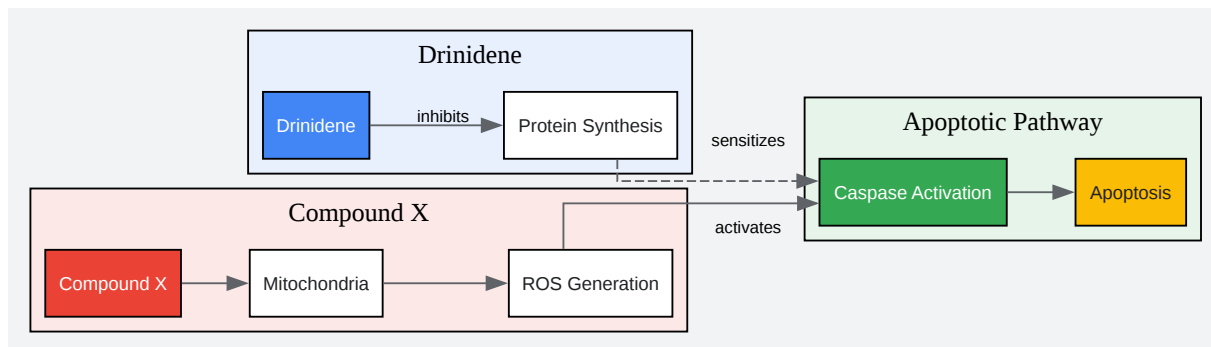 Drinidene
Drinidene
inhibits
Protein Synthesis
sensitizes
Apoptotic Pathway
Caspase Activation
Apoptosis
Compound X
Compound X
Mitochondria
ROS Generation
activates